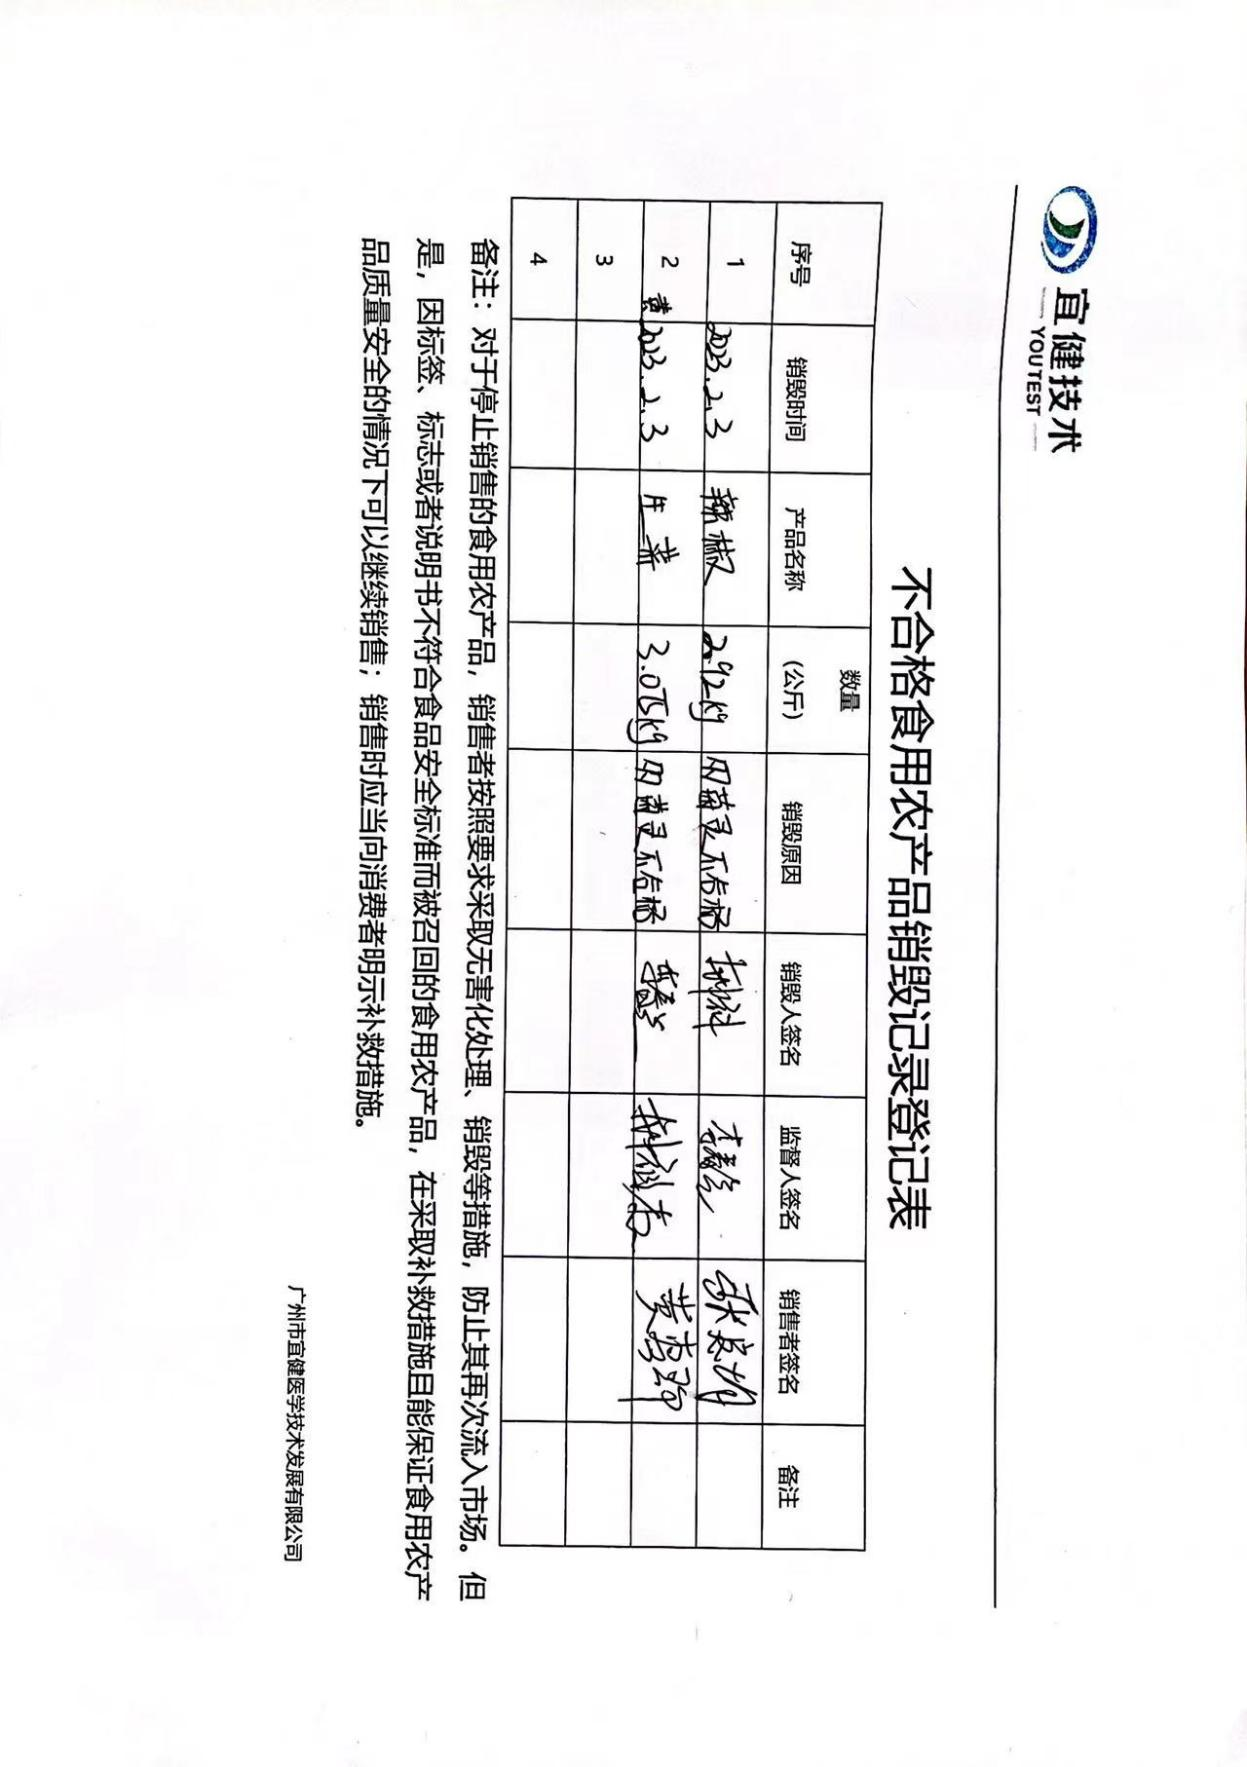 宜健技术
YOUTEST
不合格食用农产品销毁记录登记表
序号 销毁时间 产品名称 数量（公斤） 销毁原因 销毁人签名 监督人签名 销售者签名 备注
1 2023.2.3 辣椒 2.92kg 不合格
2 2023.2.3 生菜 3.075kg 不合格
3
4
备注：对于停止销售的食用农产品，销售者按照要求采取无害化处理、销毁等措施，防止其再次流入市场。但
是，因标签、标志或者说明书不符合食品安全标准而被召回的食用农产品，在采取补救措施且能保证食用农产
品质量安全的情况下可以继续销售；销售时应当向消费者明示补救措施。
广州市宜健医学技术发展有限公司